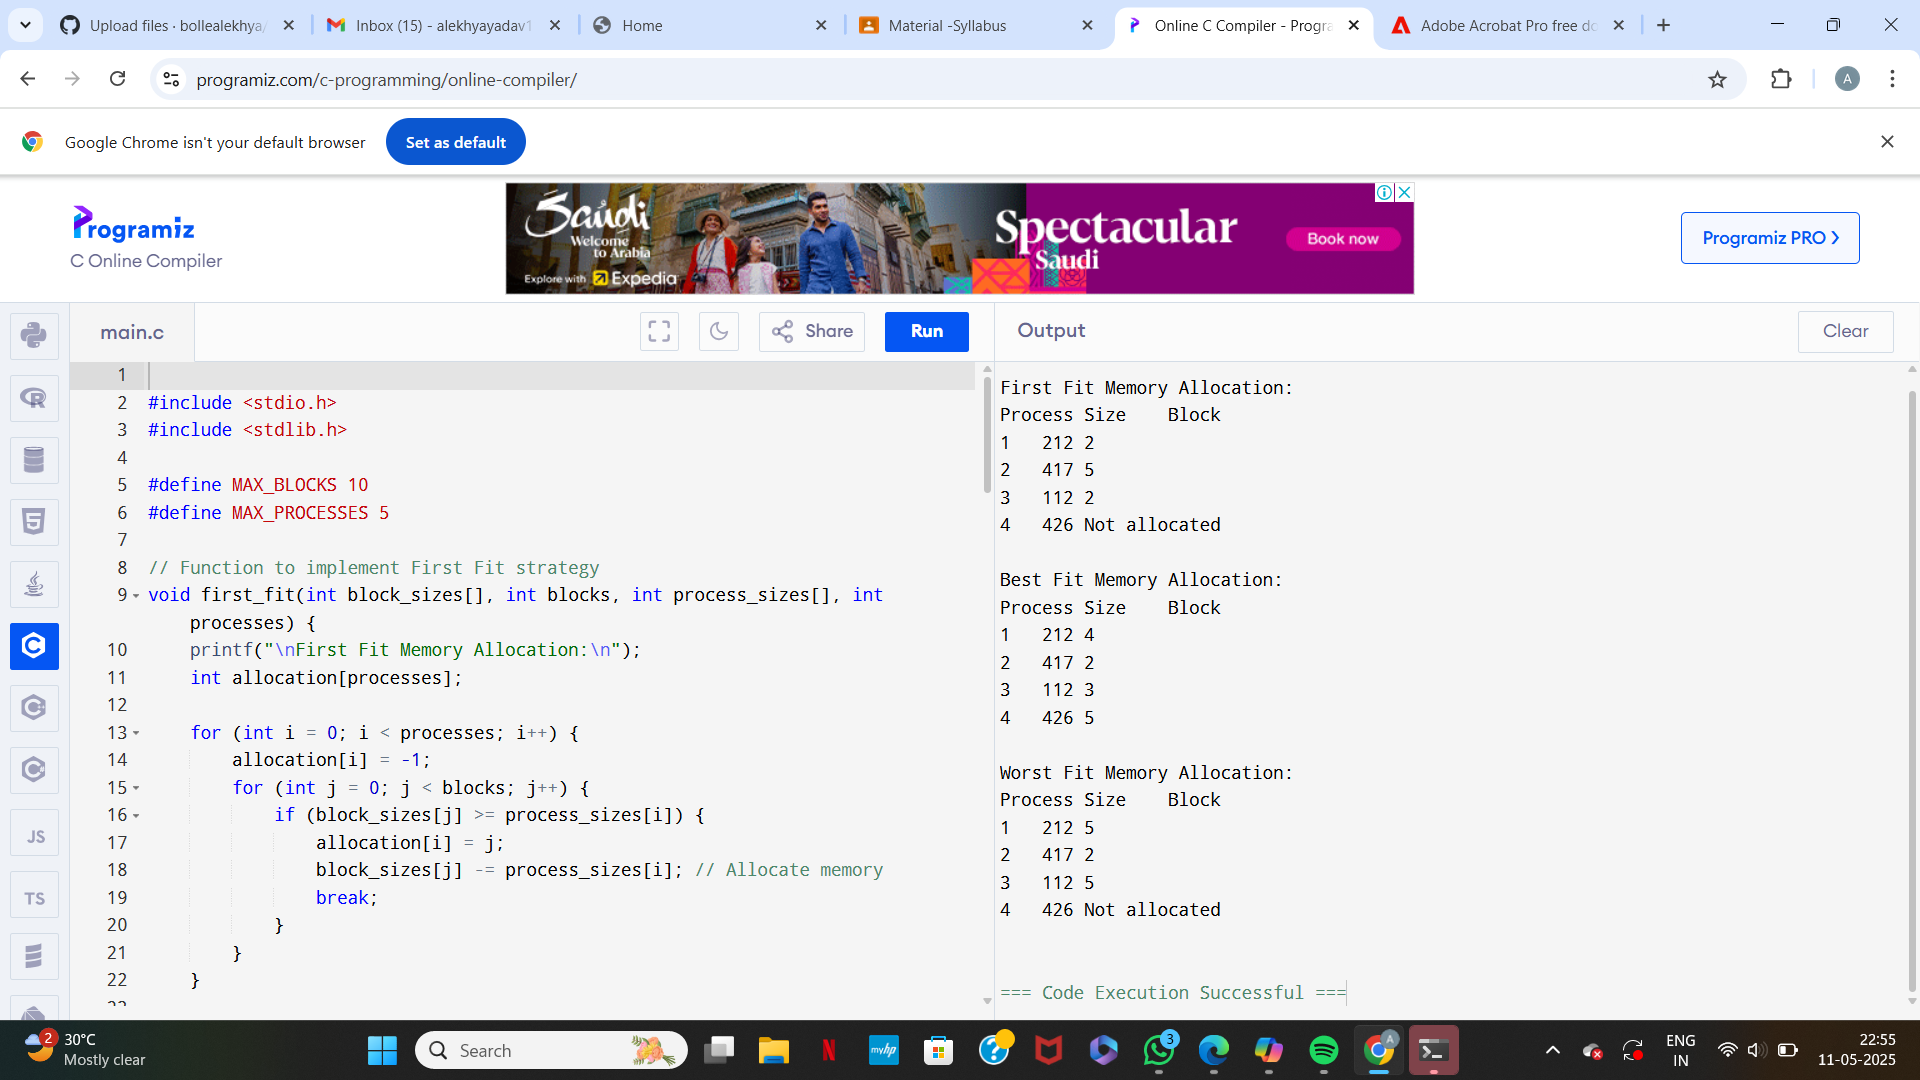 Upload files · bollealekhya/
Inbox (15) - alekhyayadav1
Home
Material -Syllabus
Online C Compiler - Progra
Adobe Acrobat Pro free do
programiz.com/c-programming/online-compiler/
A
Google Chrome isn't your default browser
Set as default
Programiz
C Online Compiler
Saudi
Welcome
to Arabia
Explore with Expedia
Spectacular
Saudi
Book now
Programiz PRO
main.c
Share
Run
Output
Clear
1
2 #include <stdio.h>
3 #include <stdlib.h>
4
5 #define MAX_BLOCKS 10
6 #define MAX_PROCESSES 5
7
8 // Function to implement First Fit strategy
9 void first_fit(int block_sizes[], int blocks, int process_sizes[], int
processes) {
10 printf("\nFirst Fit Memory Allocation:\n");
11 int allocation[processes];
12
13 for (int i = 0; i < processes; i++) {
14 allocation[i] = -1;
15 for (int j = 0; j < blocks; j++) {
16 if (block_sizes[j] >= process_sizes[i]) {
17 allocation[i] = j;
18 block_sizes[j] -= process_sizes[i]; // Allocate memory
19 break;
20 }
21 }
22 }
First Fit Memory Allocation:
Process Size Block
1 212 2
2 417 5
3 112 2
4 426 Not allocated
Best Fit Memory Allocation:
Process Size Block
1 212 4
2 417 2
3 112 3
4 426 5
Worst Fit Memory Allocation:
Process Size Block
1 212 5
2 417 2
3 112 5
4 426 Not allocated
=== Code Execution Successful ===
R
5
C
JS
TS
2
30°C
Mostly clear
Search
N
myhp
3
A
ENG
IN
22:55
11-05-2025